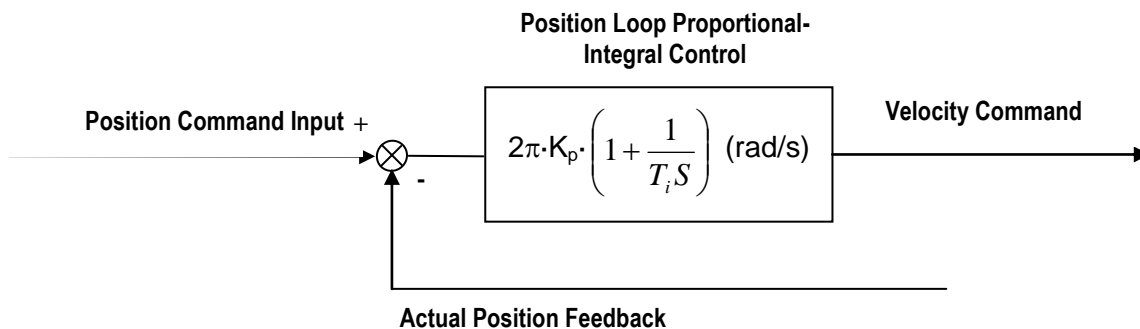 Position Loop Proportional-
Integral Control
Position Command Input +
2π·Kp·(1 + 1/TiS) (rad/s)
Velocity Command
-
Actual Position Feedback